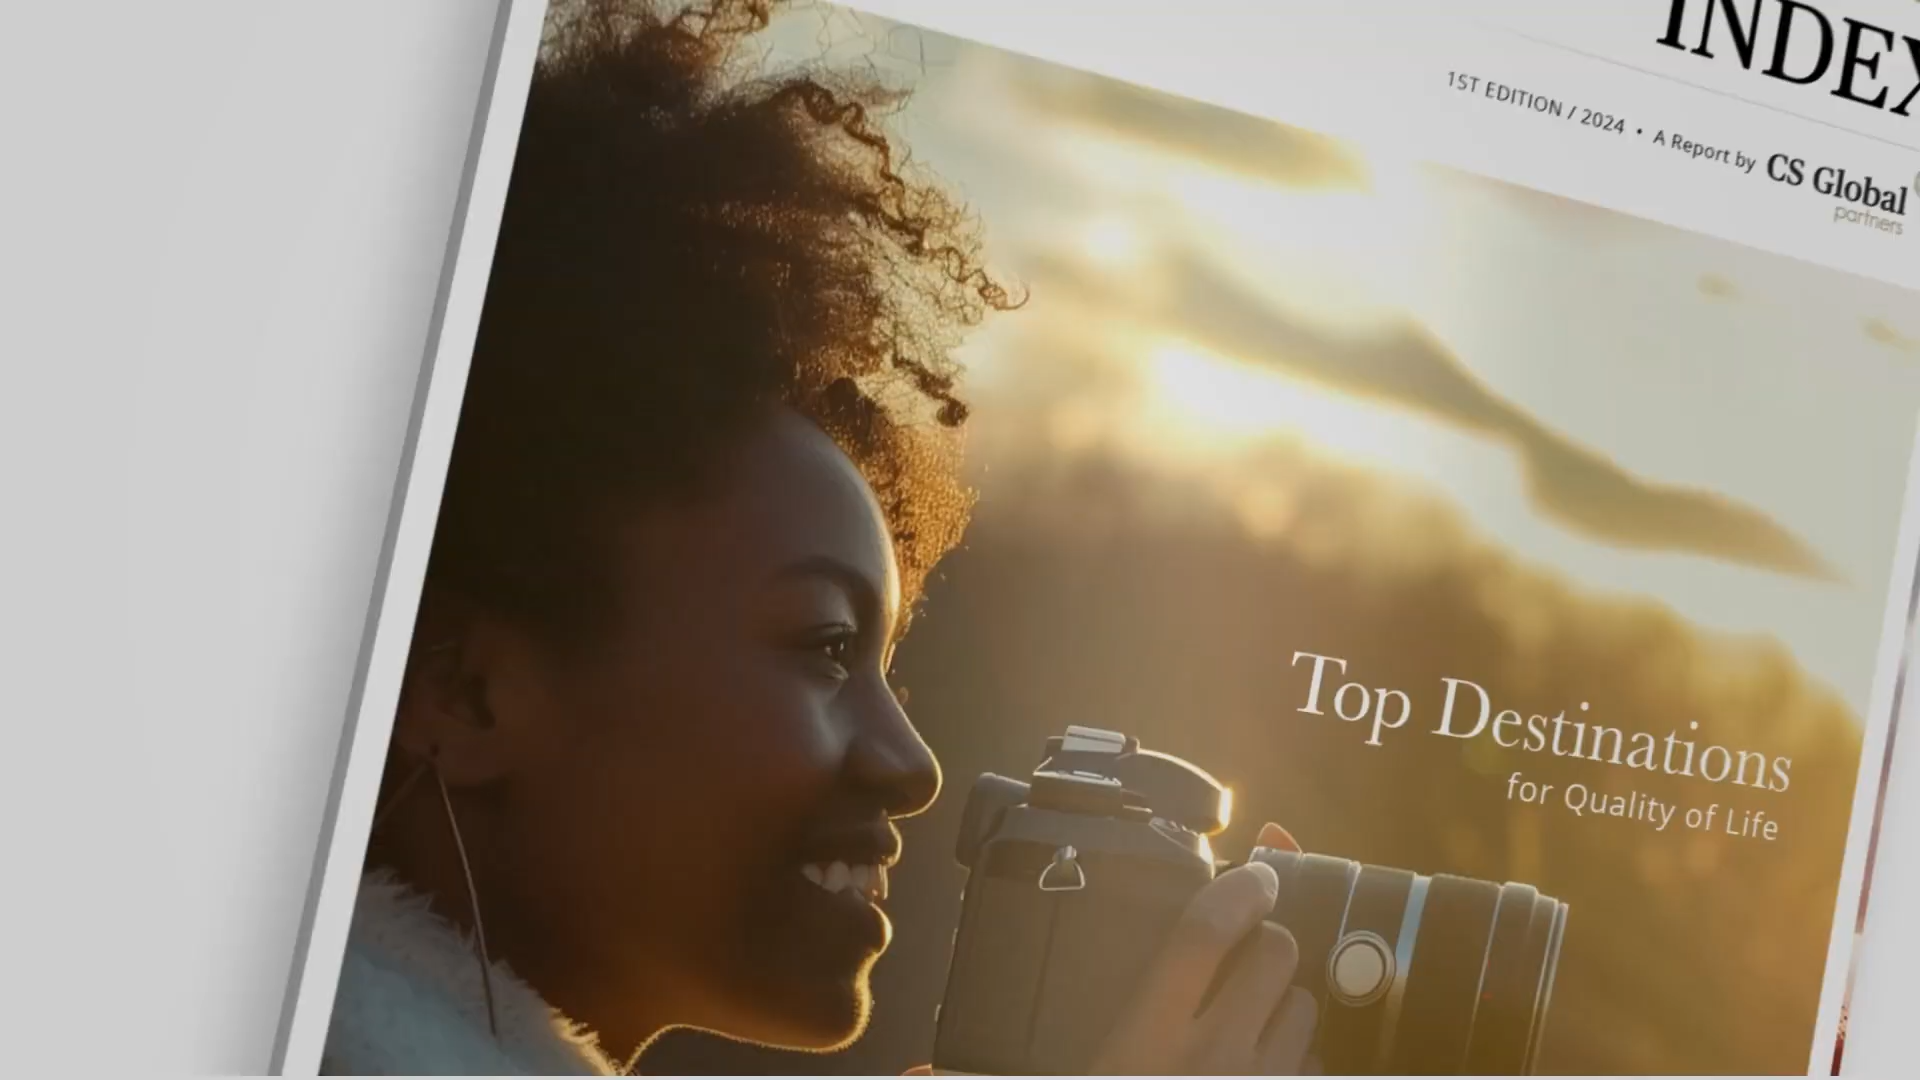 INDEX
1ST EDITION / 2024 • A Report by CS Global
partners
Top Destinations
for Quality of Life